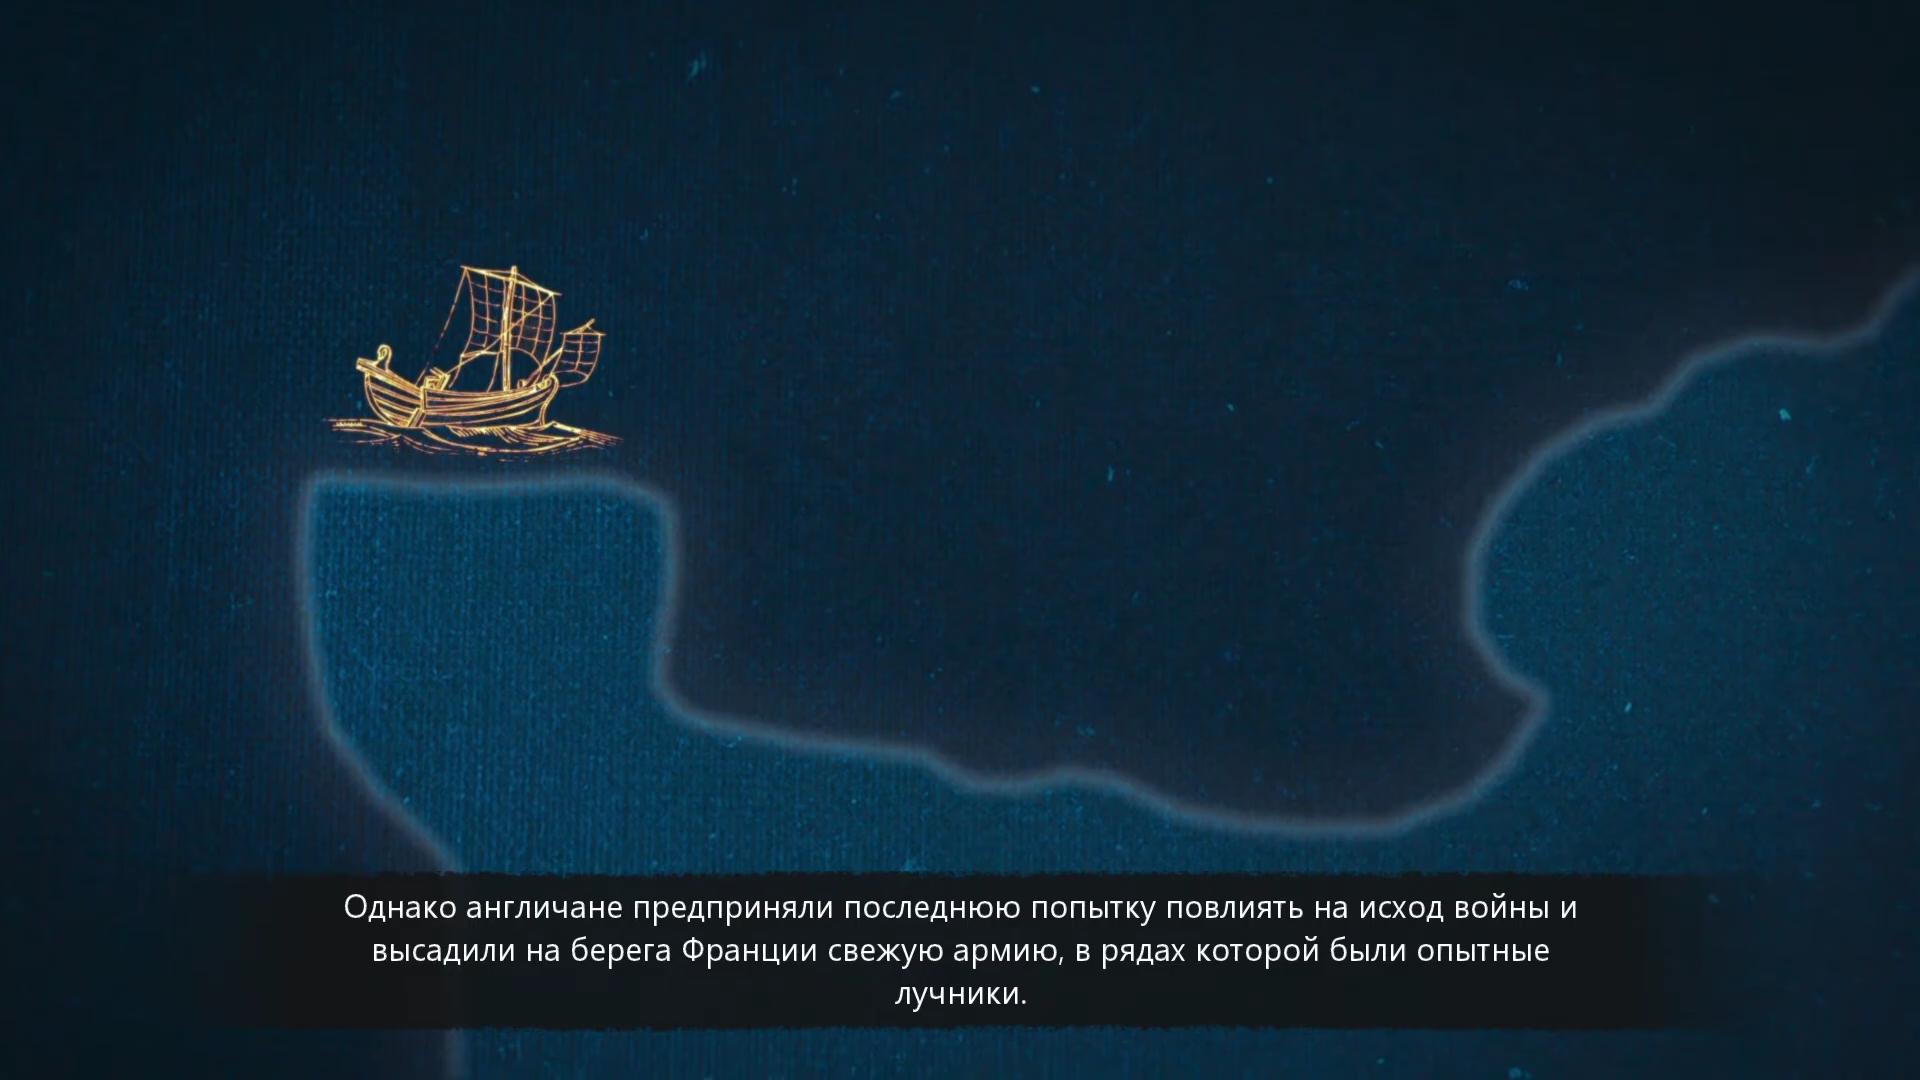 Однако англичане предприняли последнюю попытку повлиять на исход войны и
высадили на берега Франции свежую армию, в рядах которой были опытные
лучники.